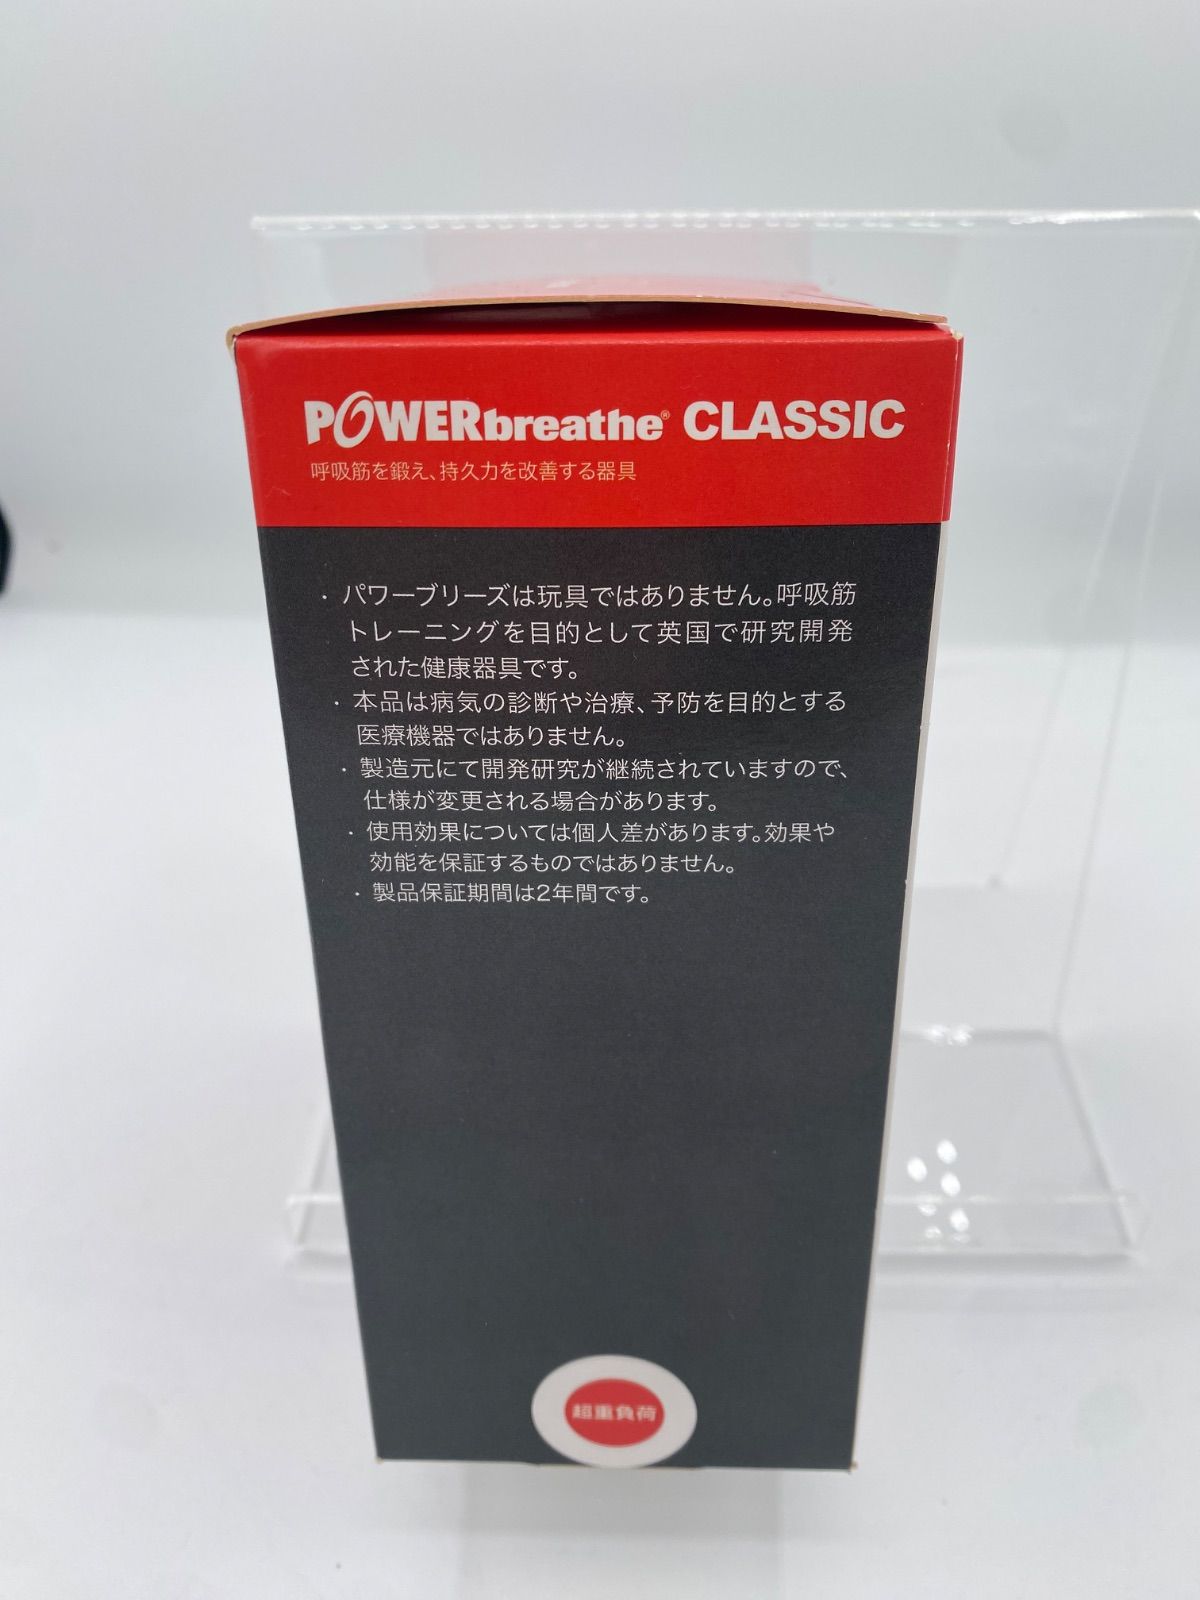 POWERbreathe® CLASSIC
呼吸筋を鍛え、持久力を改善する器具
・パワーブリーズは玩具ではありません。呼吸筋
トレーニングを目的として英国で研究開発
された健康器具です。
・本品は病気の診断や治療、予防を目的とする
医療機器ではありません。
・製造元にて開発研究が継続されていますので、
仕様が変更される場合があります。
・使用効果については個人差があります。効果や
効能を保証するものではありません。
・製品保証期間は2年間です。
超重負荷